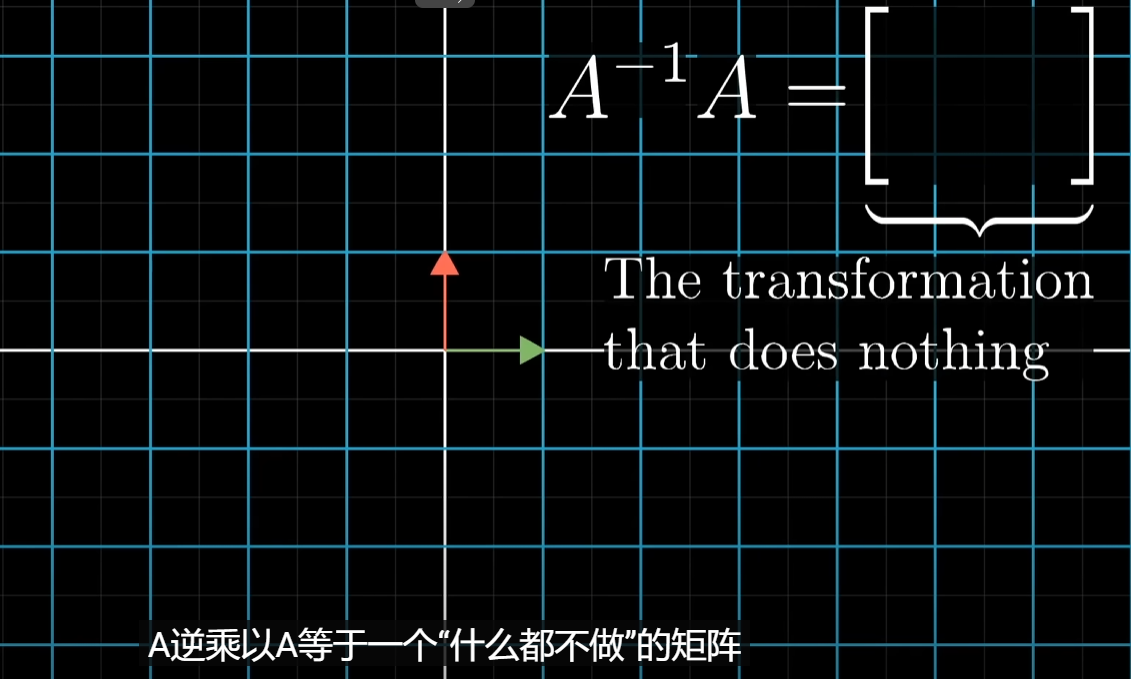 A⁻¹A = [ ]
The transformation
that does nothing
A逆乘以A等于一个“什么都不做”的矩阵